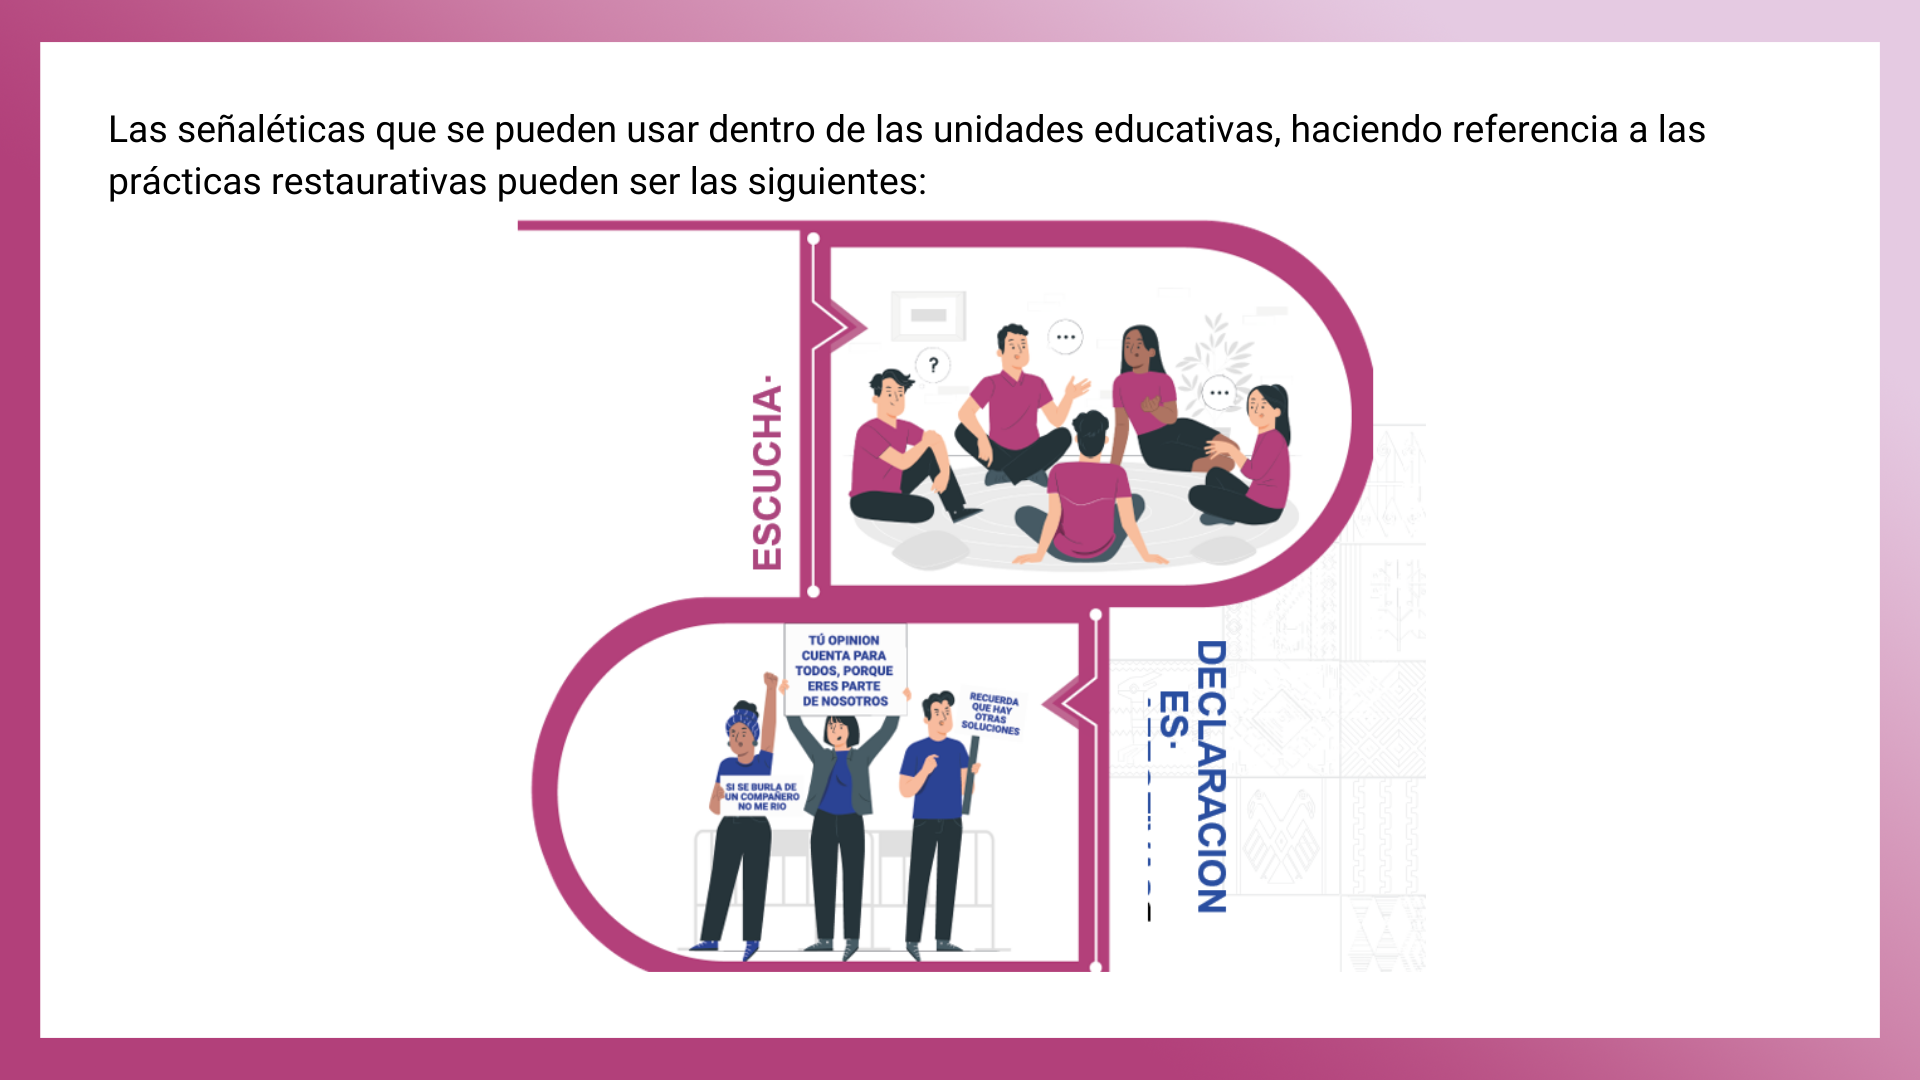 Las señaléticas que se pueden usar dentro de las unidades educativas, haciendo referencia a las
prácticas restaurativas pueden ser las siguientes:
ESCUCHA·
?
...
...
TÚ OPINION
CUENTA PARA
TODOS, PORQUE
ERES PARTE
DE NOSOTROS
RECUERDA
QUE HAY
OTRAS
SOLUCIONES
SI SE BURLA DE
UN COMPAÑERO
NO ME RIO
DECLARACION
ES·